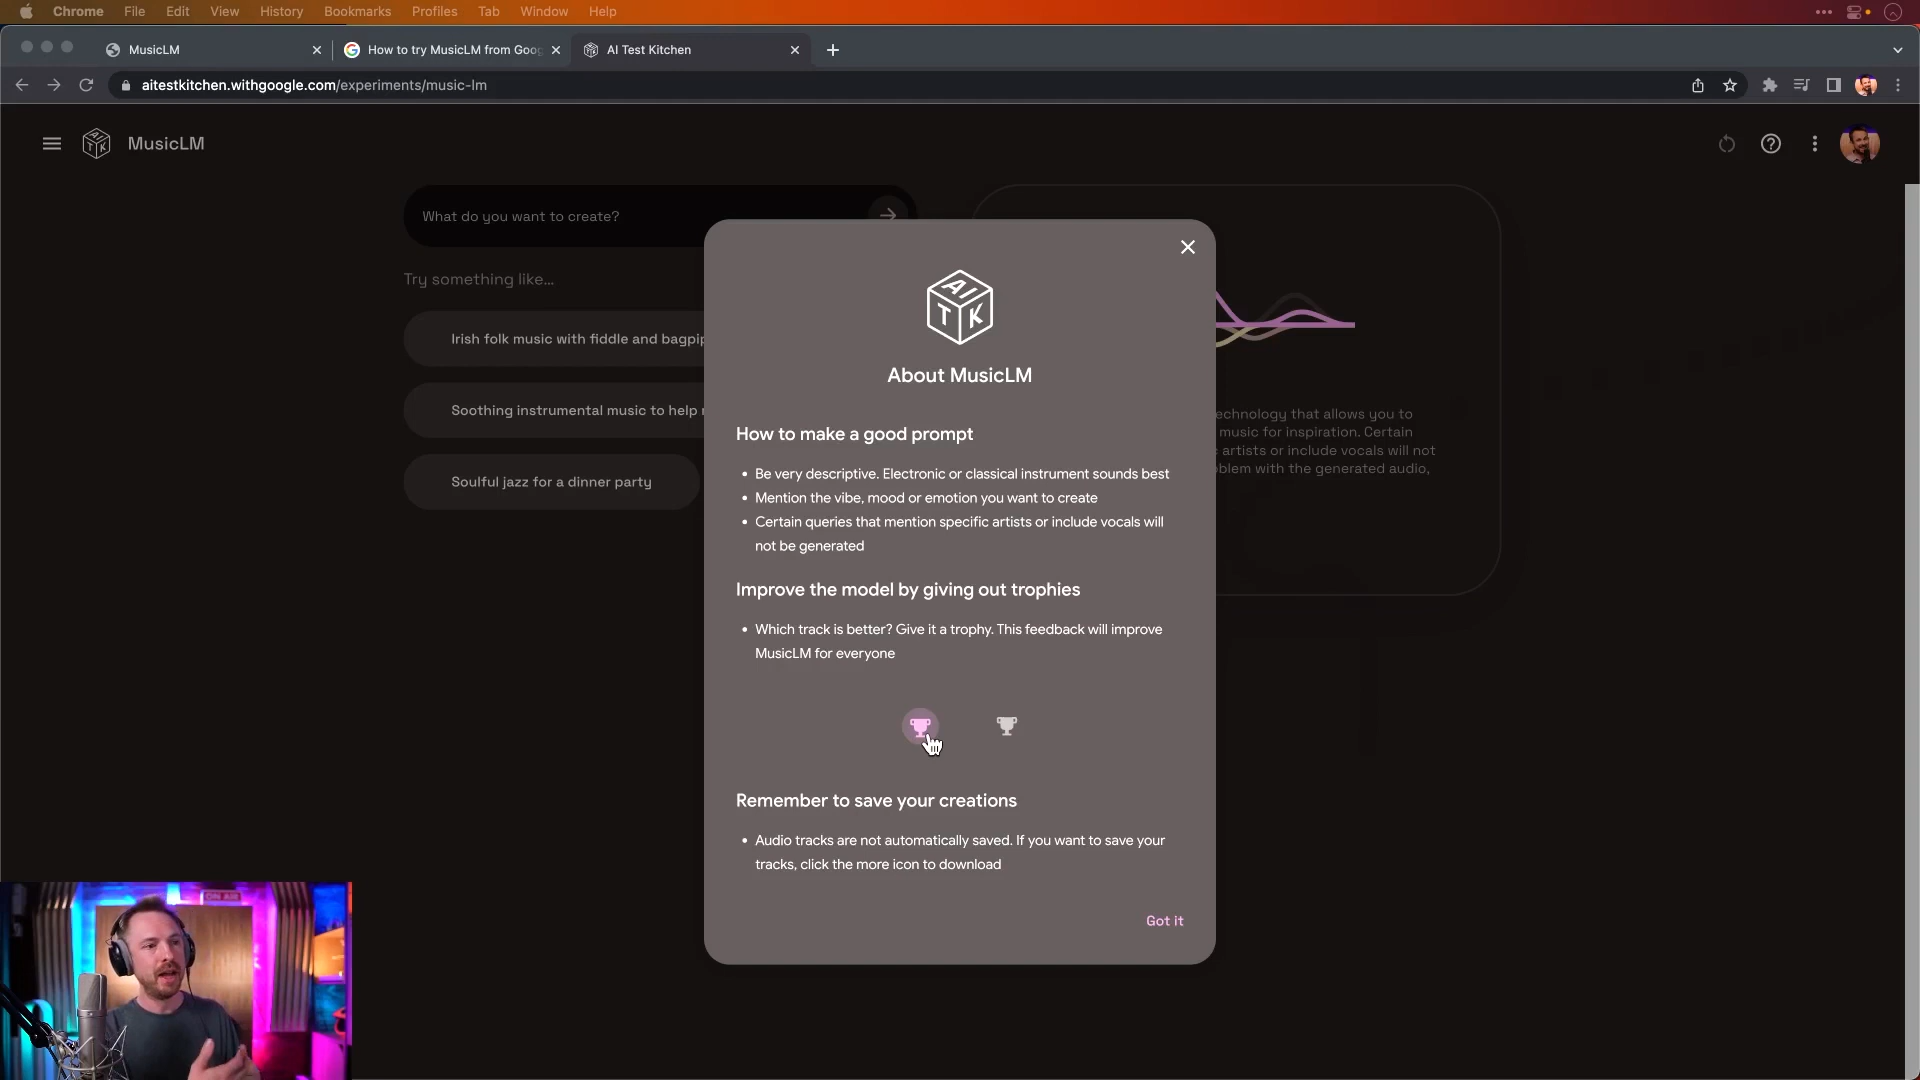 Chrome File Edit View History Bookmarks Profiles Tab Window Help
MusicLM
How to try MusicLM from Goog
AI Test Kitchen
aitestkitchen.withgoogle.com/experiments/music-lm
AI
T K
MusicLM
What do you want to create?
Try something like...
Irish folk music with fiddle and bagpip
Soothing instrumental music to help r
Soulful jazz for a dinner party
echnology that allows you to
music for inspiration. Certain
artists or include vocals will not
blem with the generated audio,
AI
T K
About MusicLM
How to make a good prompt
• Be very descriptive. Electronic or classical instrument sounds best
• Mention the vibe, mood or emotion you want to create
• Certain queries that mention specific artists or include vocals will
not be generated
Improve the model by giving out trophies
• Which track is better? Give it a trophy. This feedback will improve
MusicLM for everyone
Remember to save your creations
• Audio tracks are not automatically saved. If you want to save your
tracks, click the more icon to download
Got it
ON AIR